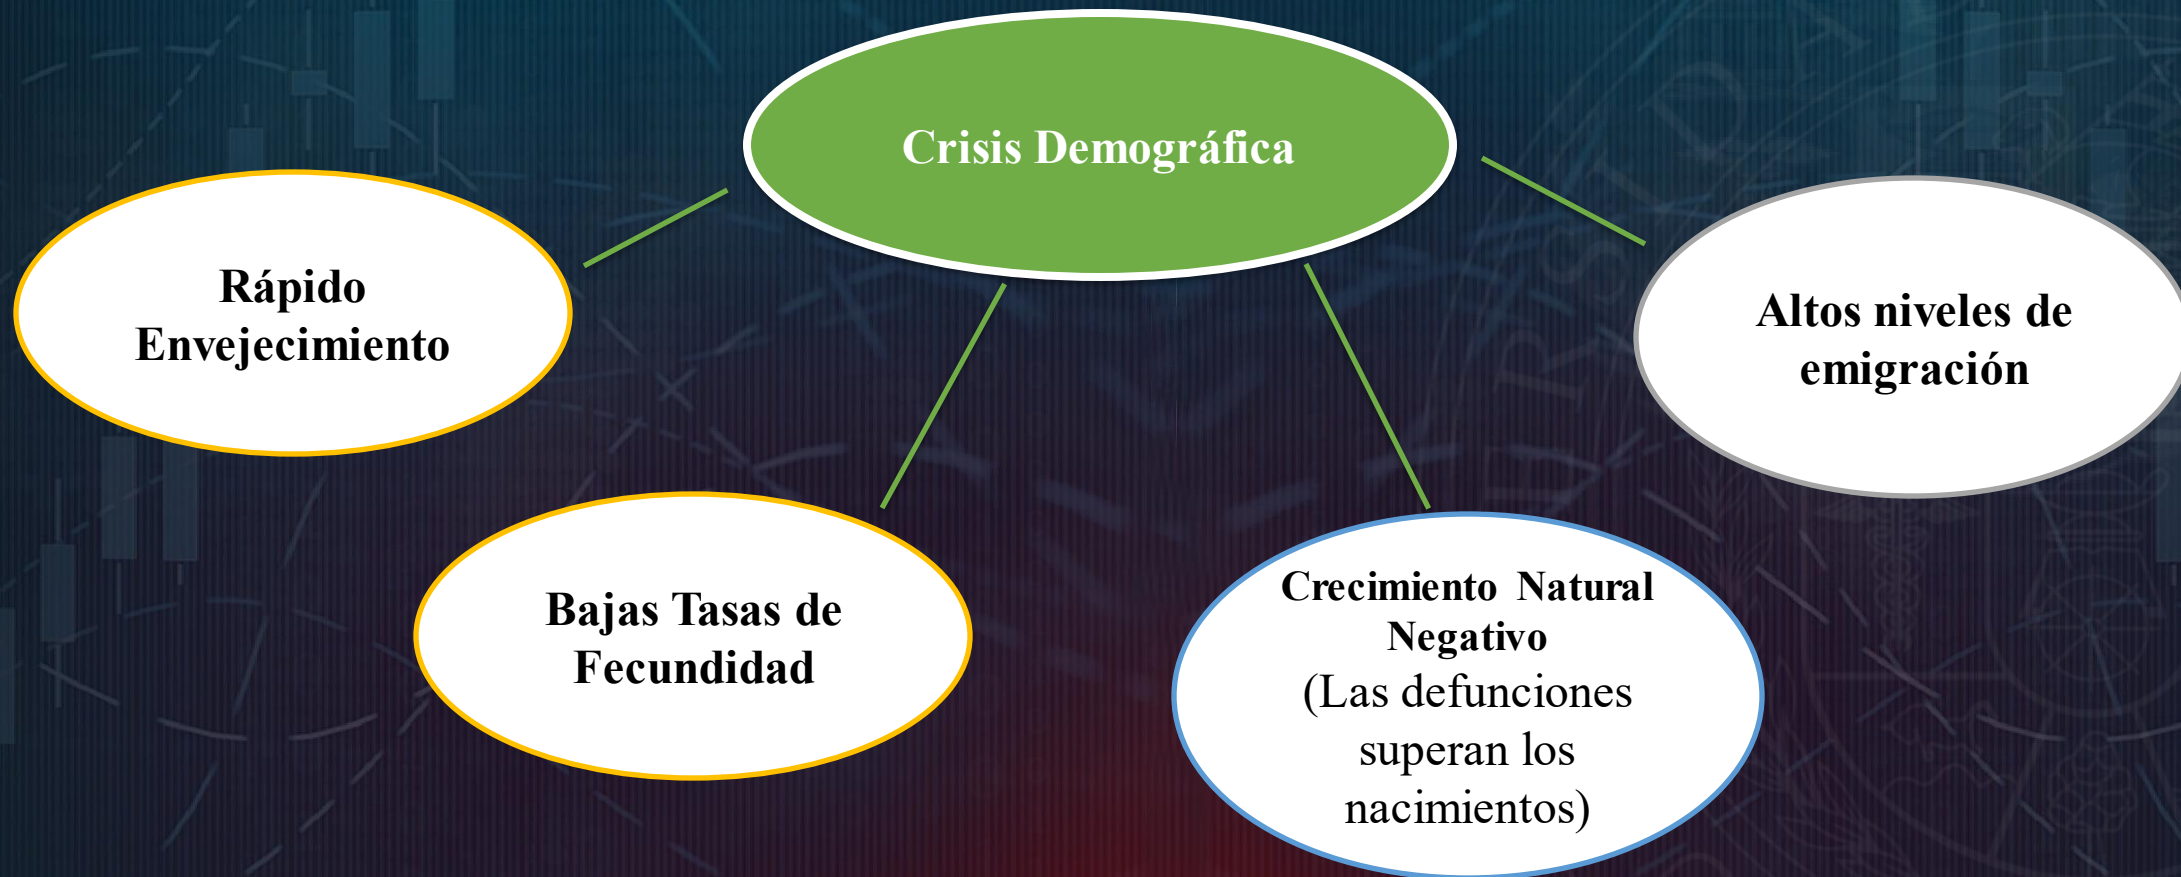 Crisis Demográfica
Rápido
Envejecimiento
Altos niveles de
emigración
Bajas Tasas de
Fecundidad
Crecimiento Natural
Negativo
(Las defunciones
superan los
nacimientos)